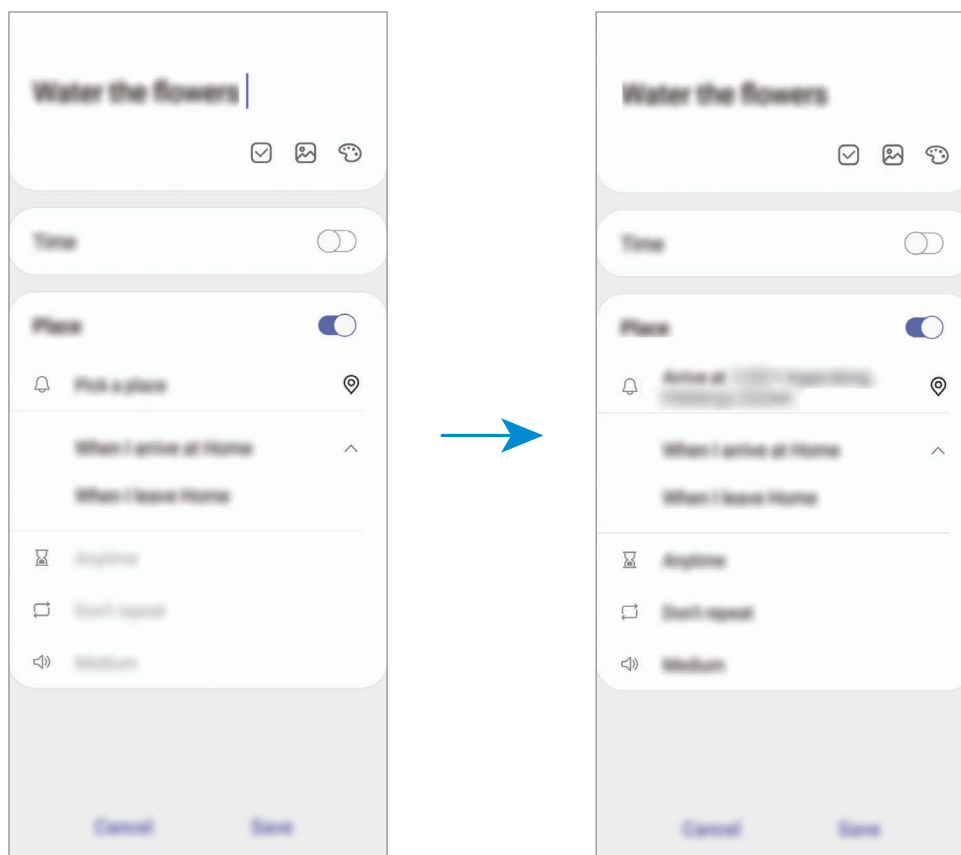 Water the flowers
Time
Place
Pick a place
When I arrive at Home
When I leave Home
Anytime
Don't repeat
Medium
Cancel Save
Water the flowers
Time
Place
Arrive at
When I arrive at Home
When I leave Home
Anytime
Don't repeat
Medium
Cancel Save